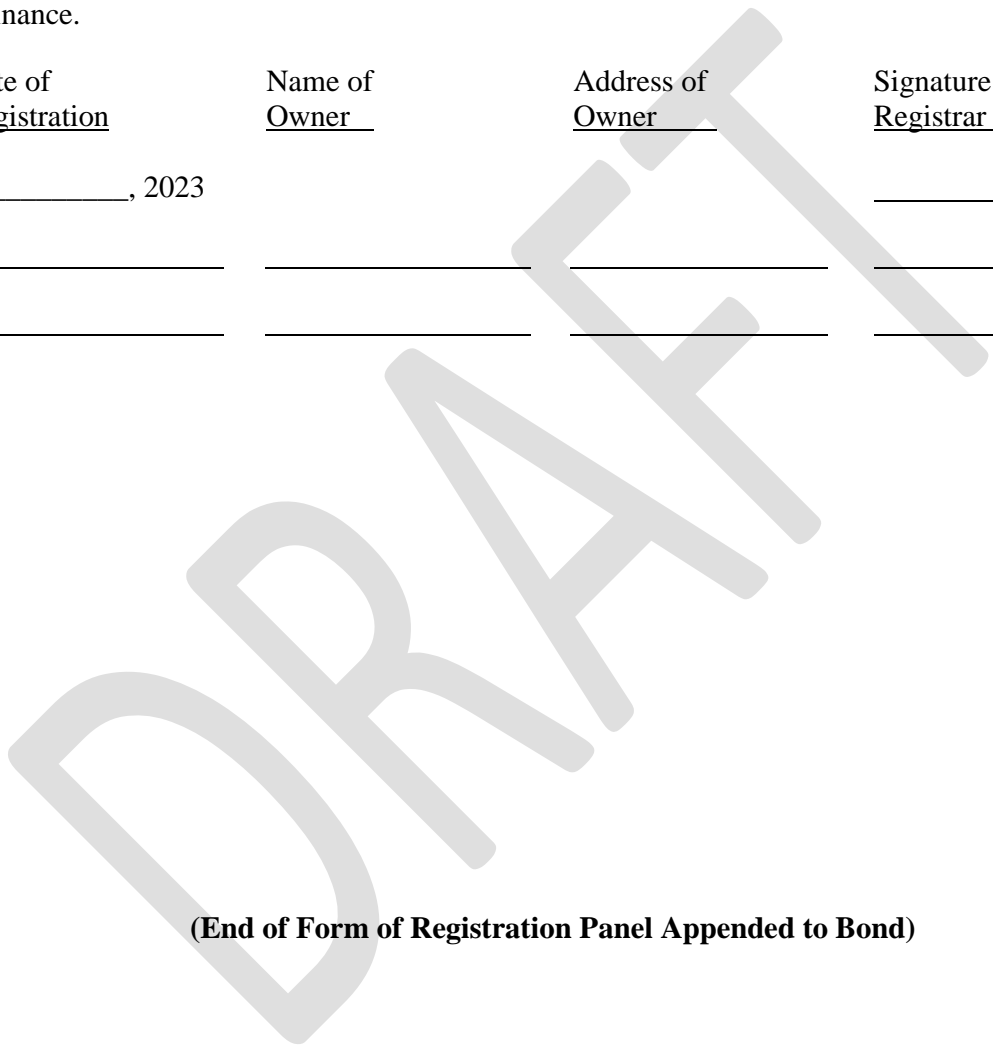 nance.
te of Name of Address of Signature
gistration Owner Owner Registrar
_________, 2023
(End of Form of Registration Panel Appended to Bond)
DRAFT